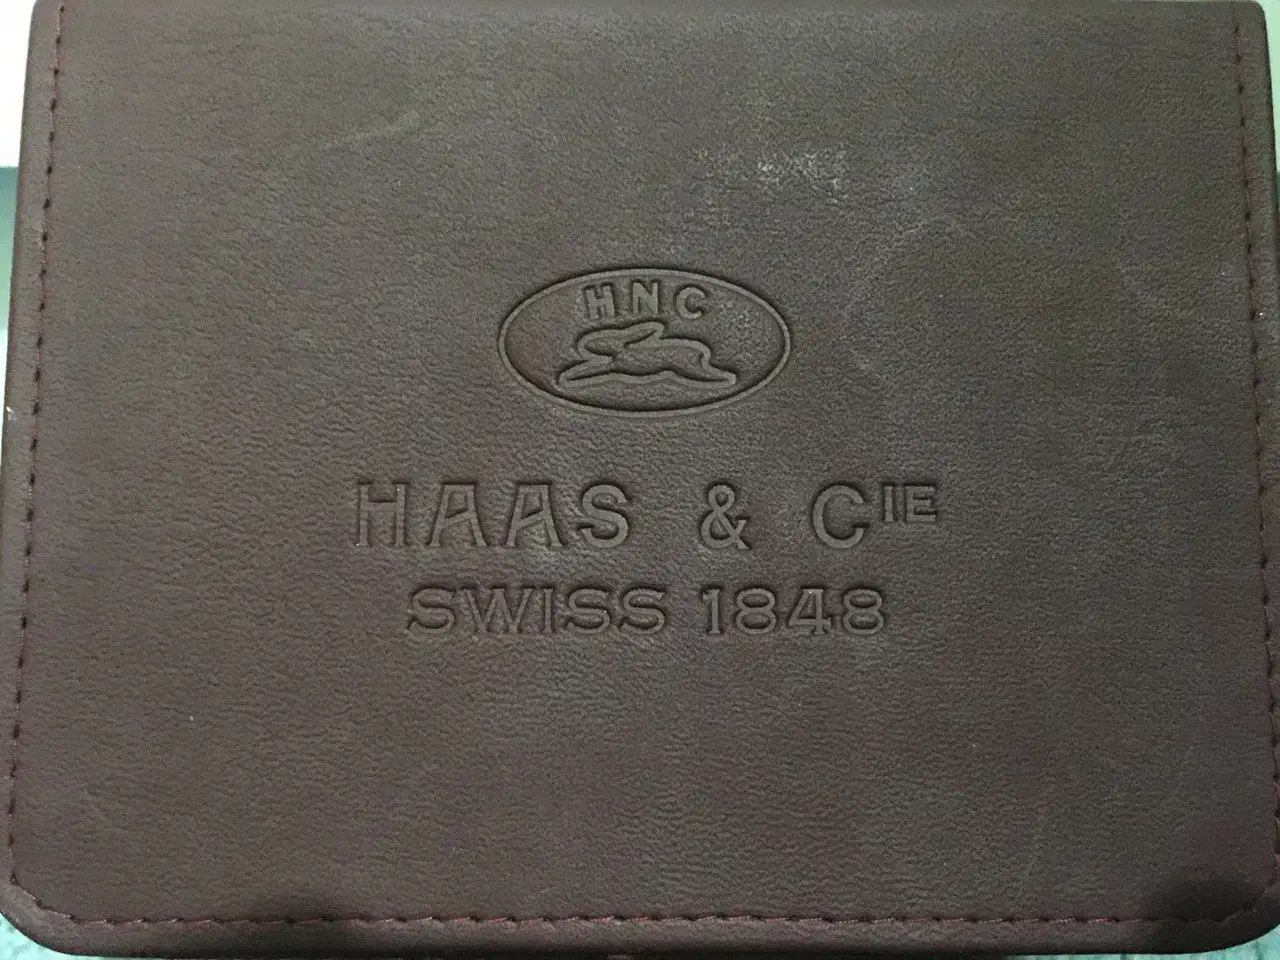 HNC
HAAS & CIE
SWISS 1848